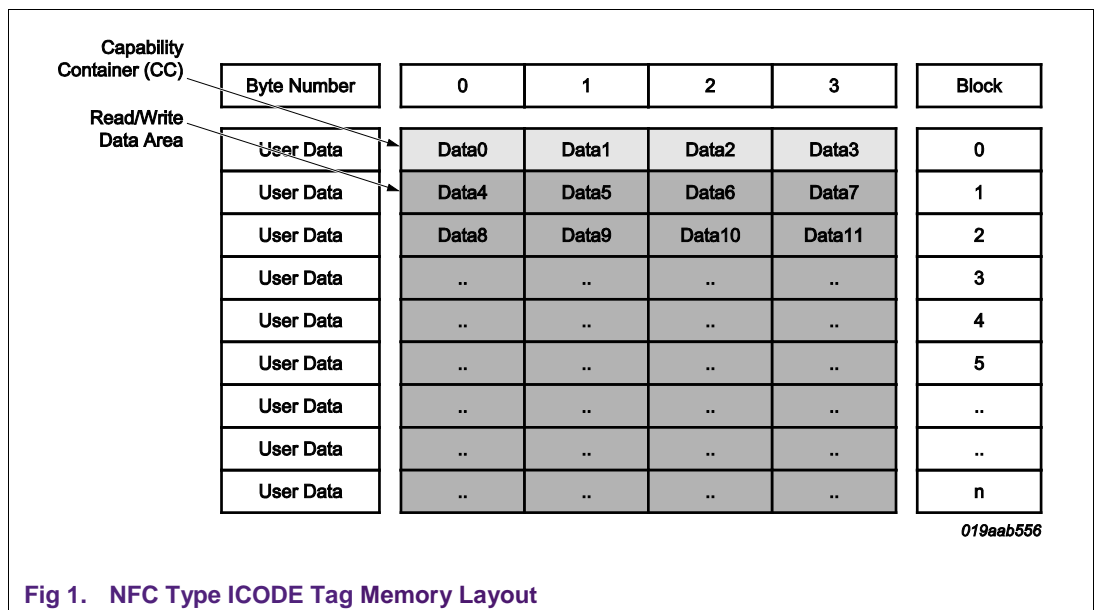 Capability
Container (CC)
Read/Write
Data Area
Byte Number 0 1 2 3 Block
User Data Data0 Data1 Data2 Data3 0
User Data Data4 Data5 Data6 Data7 1
User Data Data8 Data9 Data10 Data11 2
User Data .. .. .. .. 3
User Data .. .. .. .. 4
User Data .. .. .. .. 5
User Data .. .. .. .. ..
User Data .. .. .. .. ..
User Data .. .. .. .. n
019aab556
Fig 1. NFC Type ICODE Tag Memory Layout